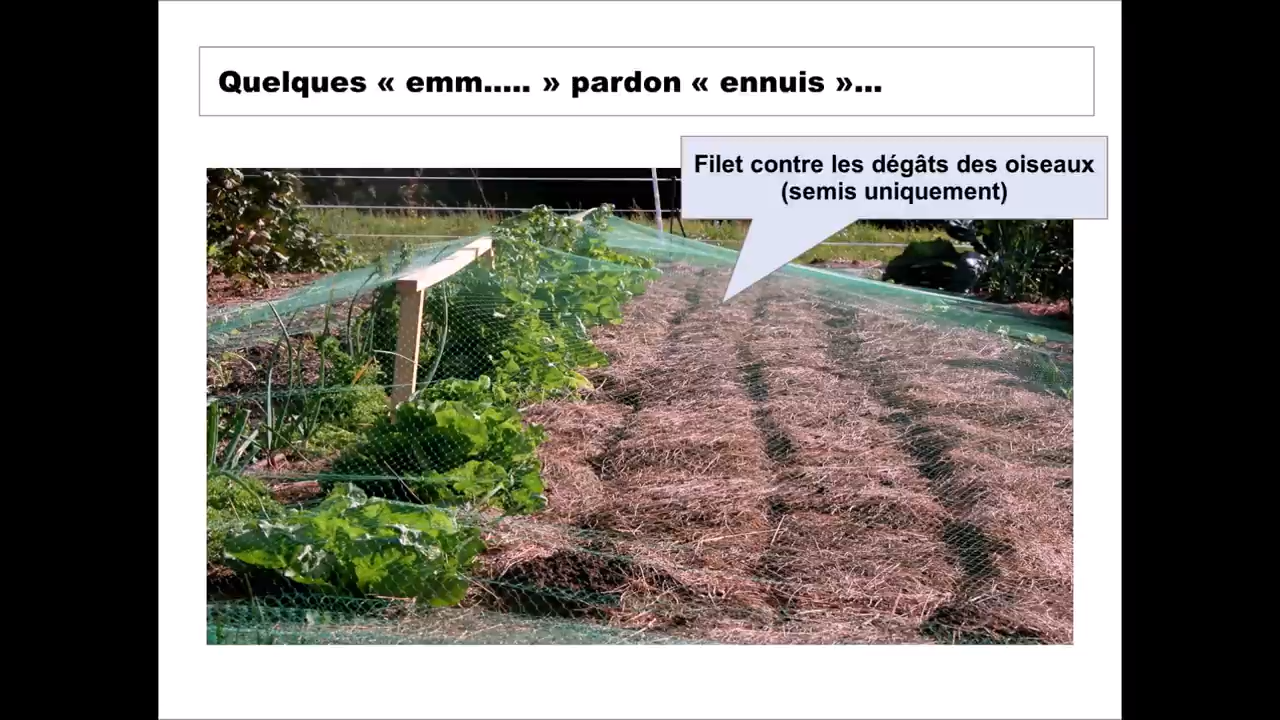 Quelques « emm..... » pardon « ennuis »...
Filet contre les dégâts des oiseaux
(semis uniquement)